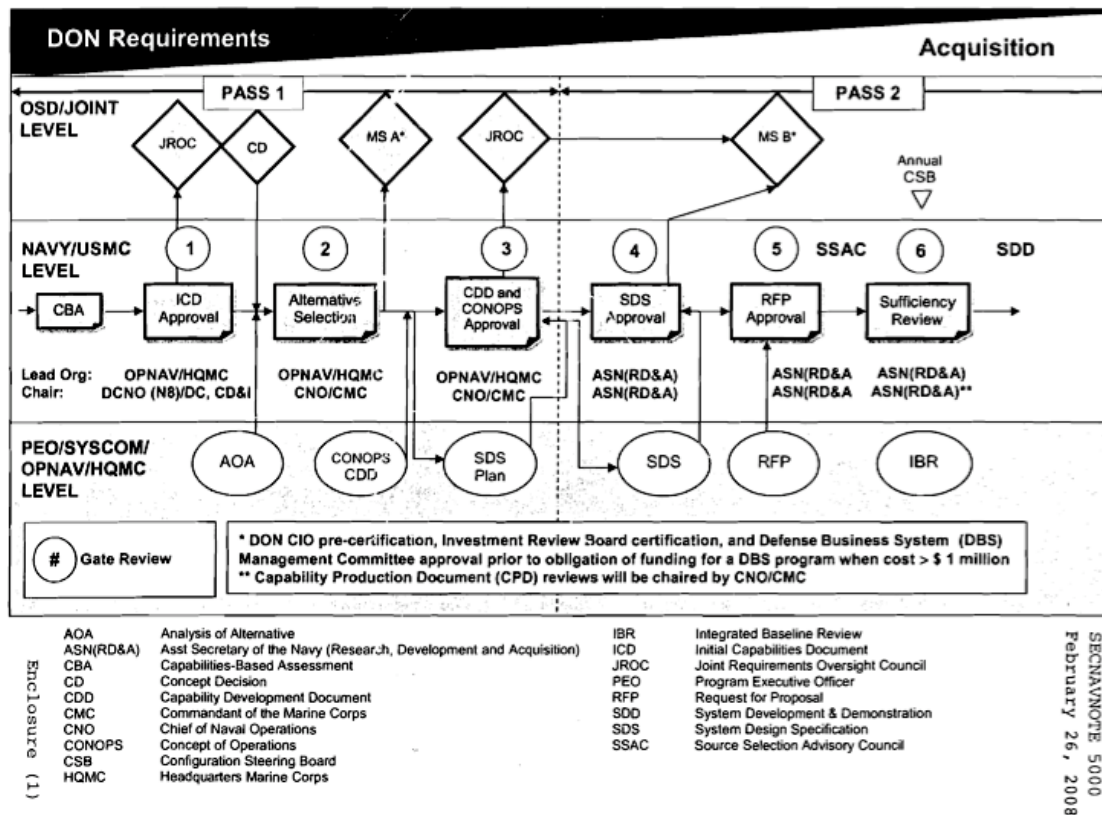 DON Requirements
Acquisition
PASS 1
PASS 2
OSD/JOINT
LEVEL
JROC
CD
MS A*
JROC
MS B*
Annual
CSB
NAVY/USMC
LEVEL
1
2
3
4
5
SSAC
6
SDD
CBA
ICD
Approval
Alternative
Selection
CDD and
CONOPS
Approval
SDS
Approval
RFP
Approval
Sufficiency
Review
Lead Org:
Chair:
OPNAV/HQMC
DCNO (N8)/DC, CD&I
OPNAV/HQMC
CNO/CMC
OPNAV/HQMC
CNO/CMC
ASN(RD&A)
ASN(RD&A)
ASN(RD&A
ASN(RD&A
ASN(RD&A)
ASN(RD&A)**
PEO/SYSCOM/
OPNAV/HQMC
LEVEL
AOA
CONOPS
CDD
SDS
Plan
SDS
RFP
IBR
# Gate Review
* DON CIO pre-certification, Investment Review Board certification, and Defense Business System (DBS)
Management Committee approval prior to obligation of funding for a DBS program when cost > $ 1 million
** Capability Production Document (CPD) reviews will be chaired by CNO/CMC
AOA Analysis of Alternative
ASN(RD&A) Asst Secretary of the Navy (Research, Development and Acquisition)
CBA Capabilities-Based Assessment
CD Concept Decision
CDD Capability Development Document
CMC Commandant of the Marine Corps
CNO Chief of Naval Operations
CONOPS Concept of Operations
CSB Configuration Steering Board
HQMC Headquarters Marine Corps
IBR Integrated Baseline Review
ICD Initial Capabilities Document
JROC Joint Requirements Oversight Council
PEO Program Executive Officer
RFP Request for Proposal
SDD System Development & Demonstration
SDS System Design Specification
SSAC Source Selection Advisory Council
Enclosure (1)
SECNAVNOTE 5000
February 26, 2008